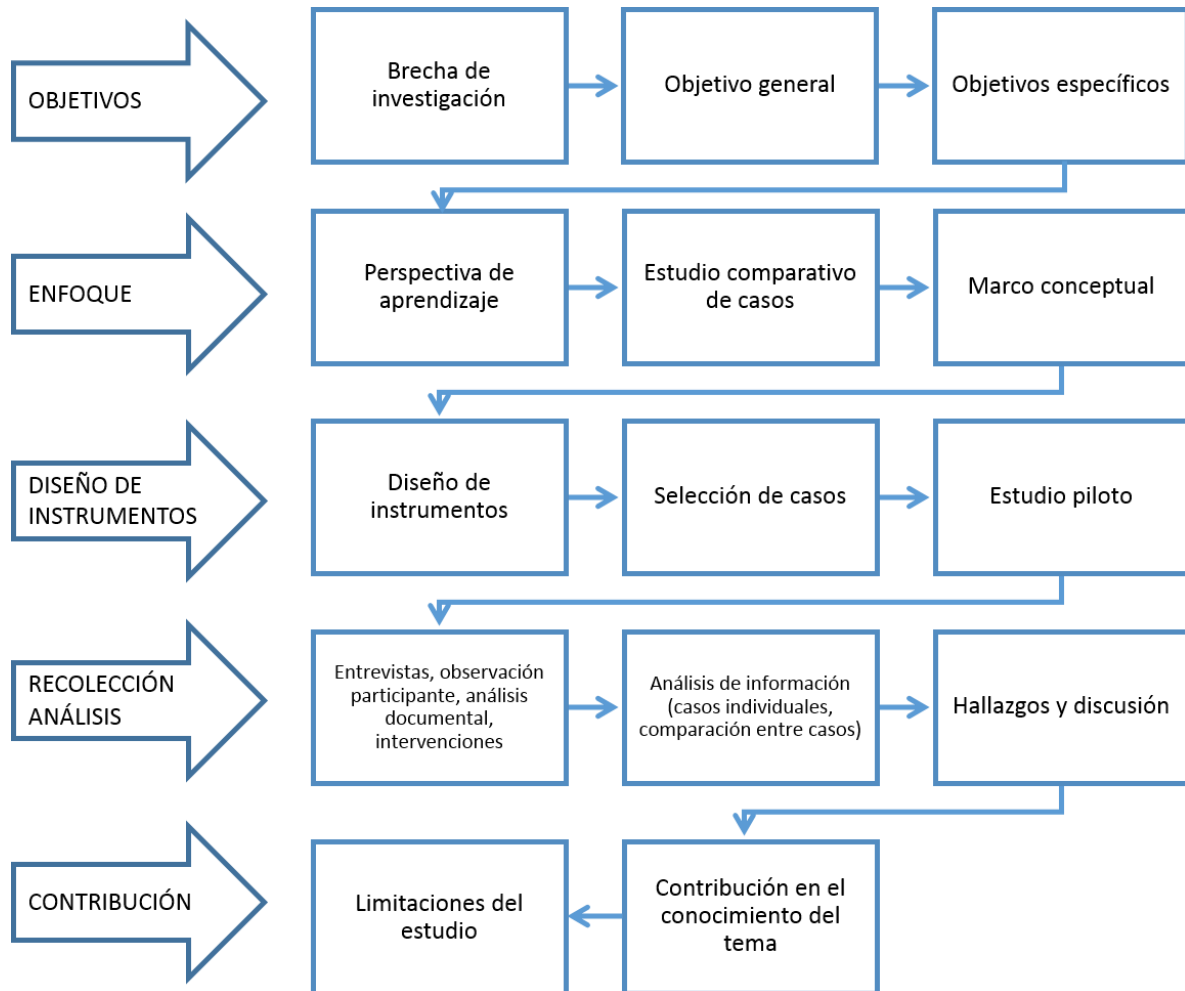 OBJETIVOS
Brecha de
investigación
Objetivo general
Objetivos específicos
ENFOQUE
Perspectiva de
aprendizaje
Estudio comparativo
de casos
Marco conceptual
DISEÑO DE
INSTRUMENTOS
Diseño de
instrumentos
Selección de casos
Estudio piloto
RECOLECCIÓN
ANÁLISIS
Entrevistas, observación
participante, análisis
documental,
intervenciones
Análisis de información
(casos individuales,
comparación entre casos)
Hallazgos y discusión
CONTRIBUCIÓN
Limitaciones del
estudio
Contribución en el
conocimiento del
tema